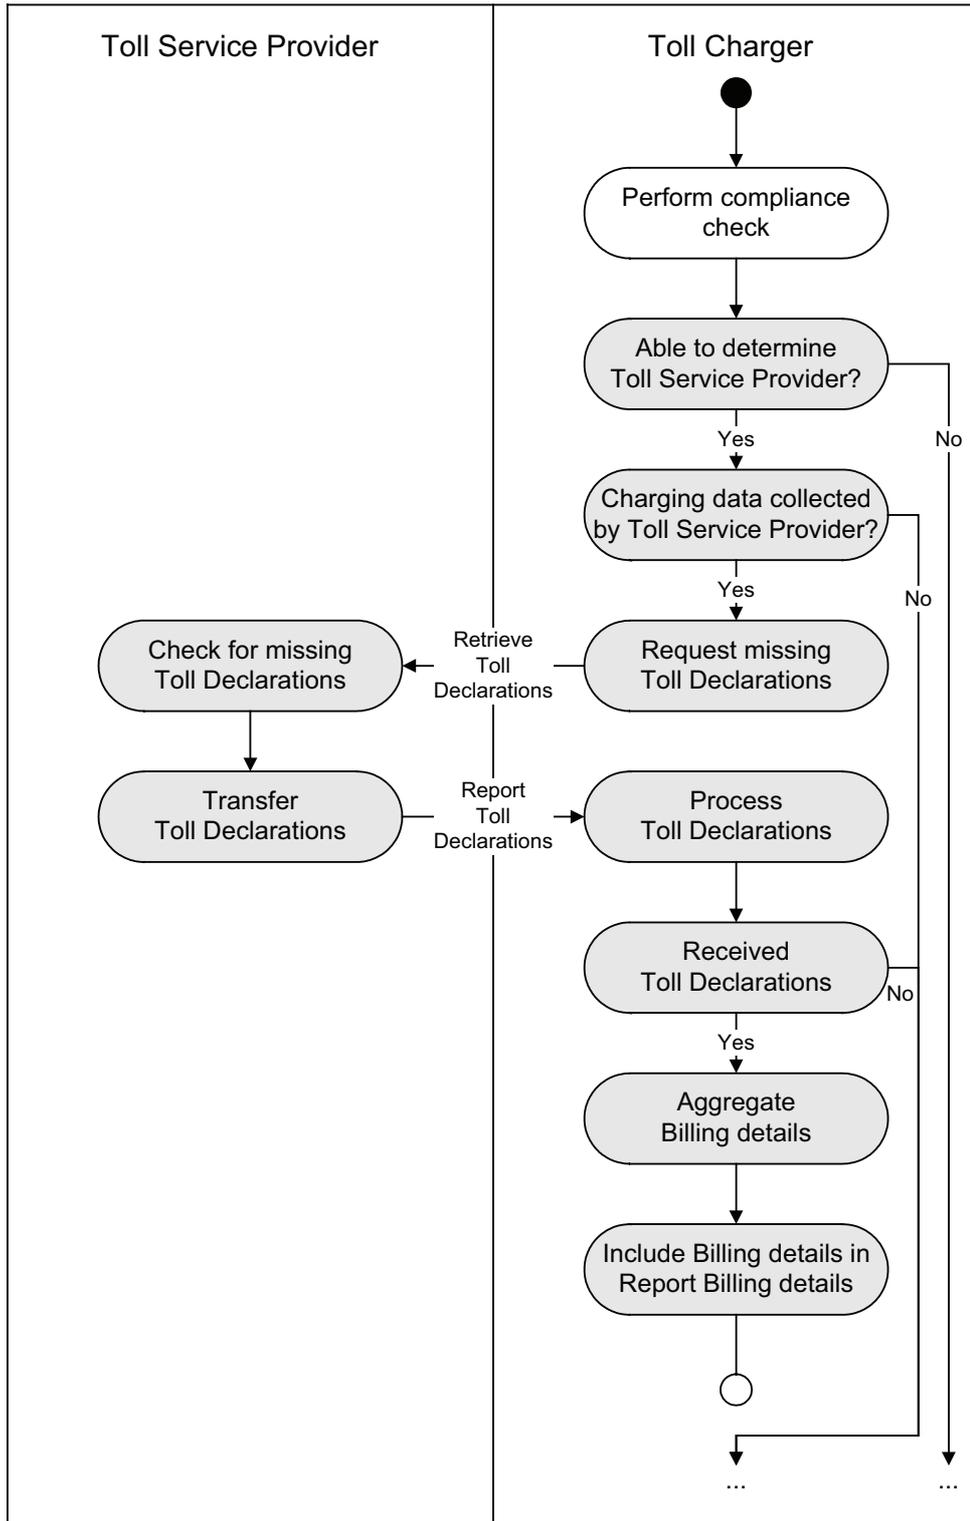 Toll Service Provider
Toll Charger
Perform compliance
check
Able to determine
Toll Service Provider?
Yes
No
Charging data collected
by Toll Service Provider?
Yes
No
Check for missing
Toll Declarations
Retrieve
Toll
Declarations
Request missing
Toll Declarations
Transfer
Toll Declarations
Report
Toll
Declarations
Process
Toll Declarations
Received
Toll Declarations
No
Yes
Aggregate
Billing details
Include Billing details in
Report Billing details
...
...